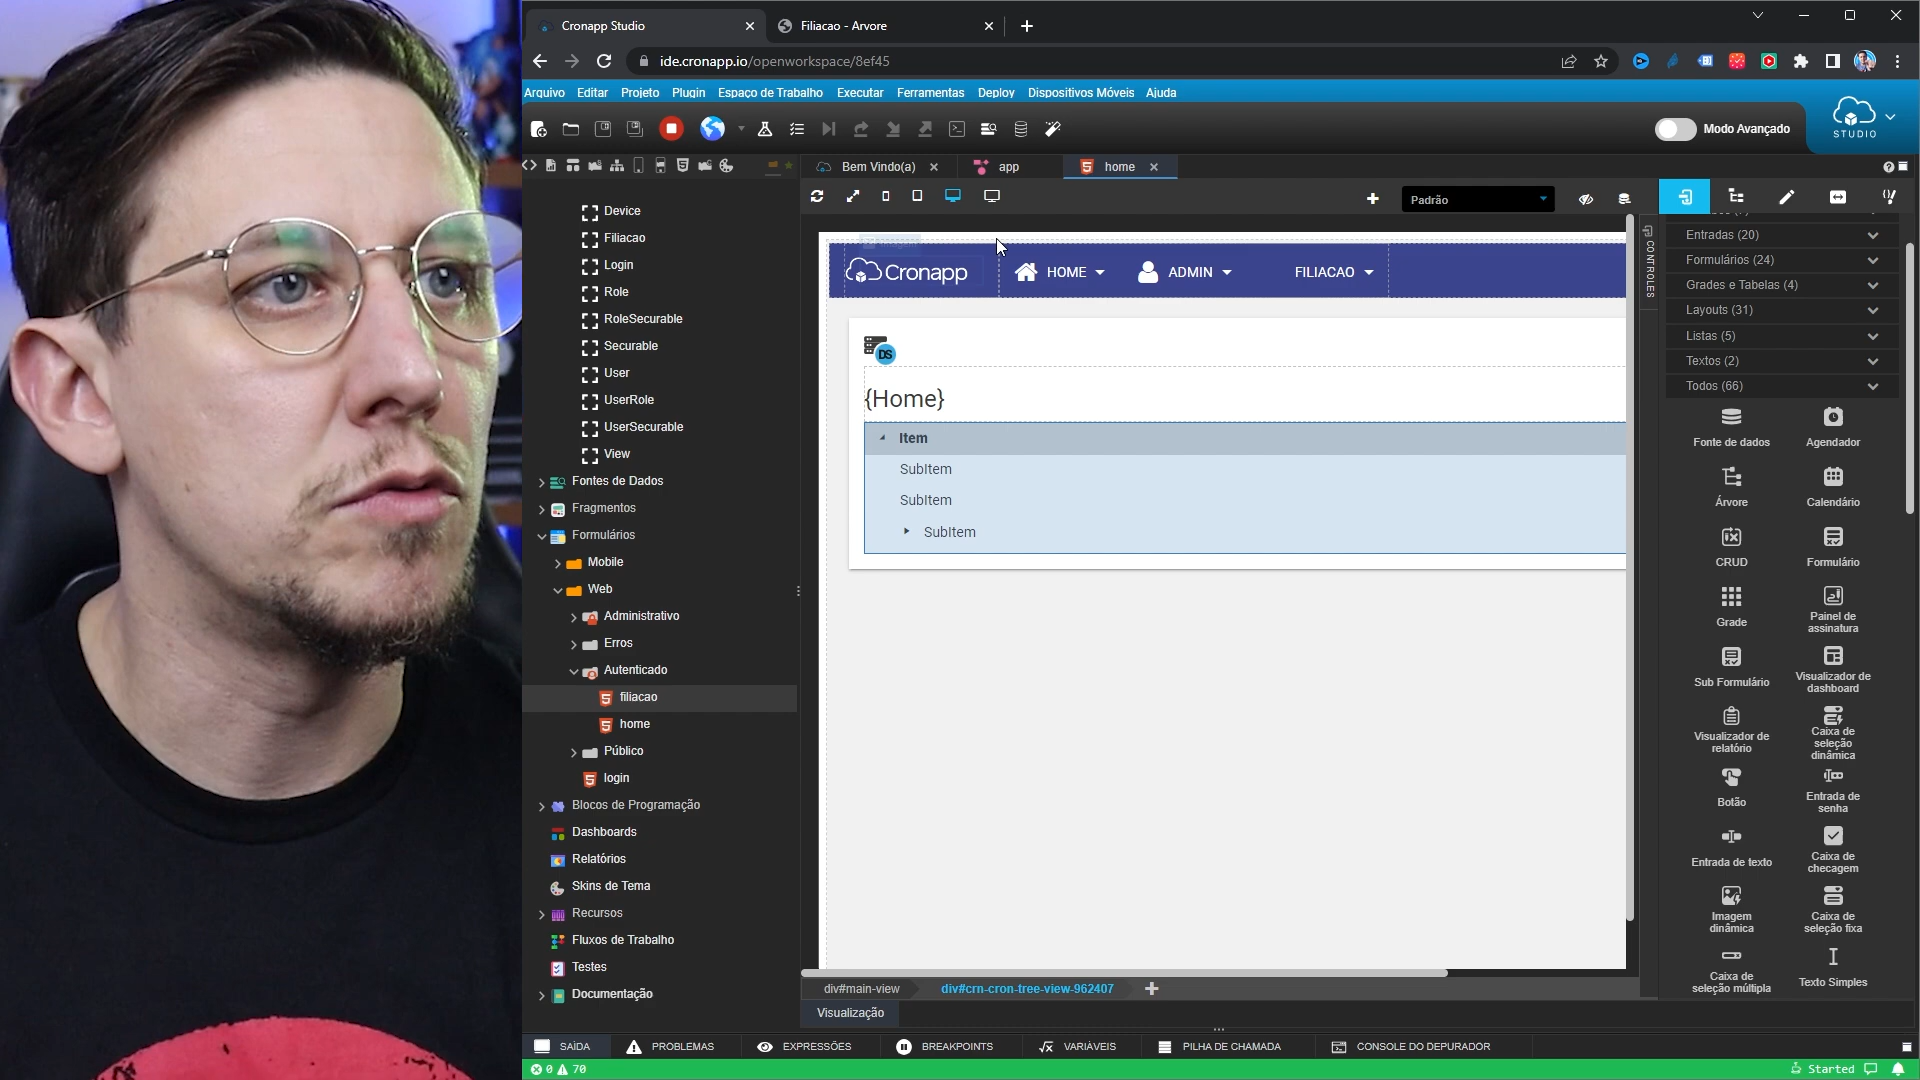 Cronapp Studio
Filiacao - Arvore
ide.cronapp.io/openworkspace/8ef45
Arquivo Editar Projeto Plugin Espaço de Trabalho Executar Ferramentas Deploy Dispositivos Móveis Ajuda
Modo Avançado
STUDIO
Bem Vindo(a)
app
home
Padrão
Device
Filiacao
Login
Role
RoleSecurable
Securable
User
UserRole
UserSecurable
View
Fontes de Dados
Fragmentos
Formulários
Mobile
Web
Administrativo
Erros
Autenticado
filiacao
home
Público
login
Blocos de Programação
Dashboards
Relatórios
Skins de Tema
Recursos
Fluxos de Trabalho
Testes
Documentação
Cronapp
HOME
ADMIN
FILIACAO
DS
{Home}
Item
SubItem
SubItem
SubItem
CONTROLES
Entradas (20)
Formulários (24)
Grades e Tabelas (4)
Layouts (31)
Listas (5)
Textos (2)
Todos (66)
Fonte de dados
Agendador
Árvore
Calendário
CRUD
Formulário
Grade
Painel de assinatura
Sub Formulário
Visualizador de dashboard
Visualizador de relatório
Caixa de seleção dinâmica
Botão
Entrada de senha
Entrada de texto
Caixa de checagem
Imagem dinâmica
Caixa de seleção fixa
Caixa de seleção múltipla
Texto Simples
div#main-view
div#crn-cron-tree-view-962407
Visualização
SAÍDA
PROBLEMAS
EXPRESSÕES
BREAKPOINTS
VARIÁVEIS
PILHA DE CHAMADA
CONSOLE DO DEPURADOR
0 70
Started